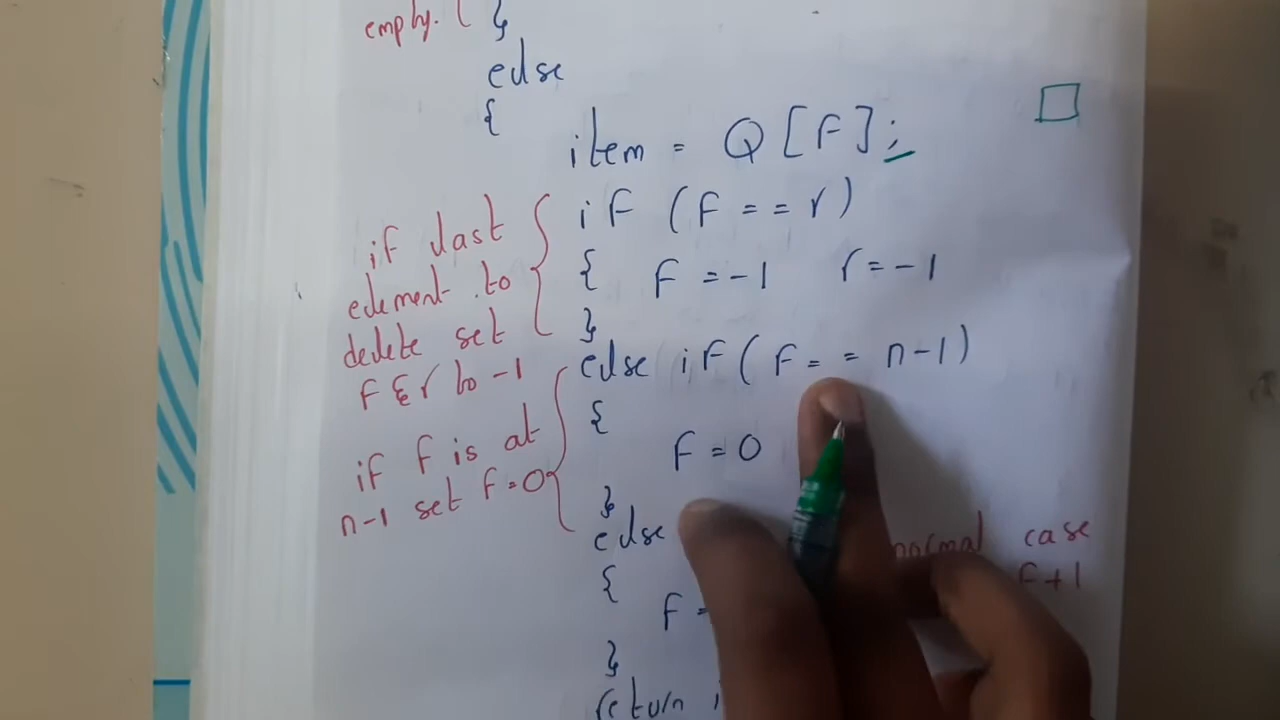 empty. { }
else
{
item = Q [F];
if (F == r)
{ F = -1 r = -1
}
if last
element to
delete set
F & r to -1
else if (F == n-1)
{
F = 0
}
if F is at
n-1 set F = 0
else
{
F =
}
normal case
F+1
return